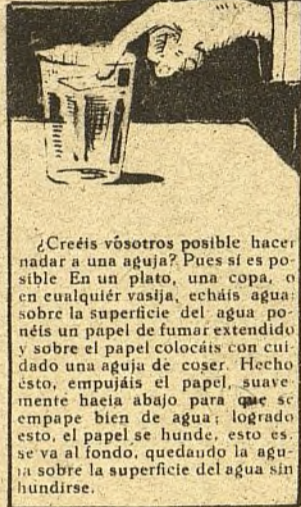 ¿Creéis vosotros posible hacer
nadar a una aguja? Pues sí es po-
sible En un plato, una copa, o
en cualquiér vasija, echáis agua:
sobre la superficie del agua po-
néis un papel de fumar extendido
y sobre el papel colocáis con cui-
dado una aguja de coser. Hecho
ésto, empujáis el papel, suave
mente haeia abajo para que se
empape bien de agua; logrado
esto, el papel se hunde, esto es.
se va al fondo, quedando la agu-
ja sobre la superficie del agua sin
hundirse.